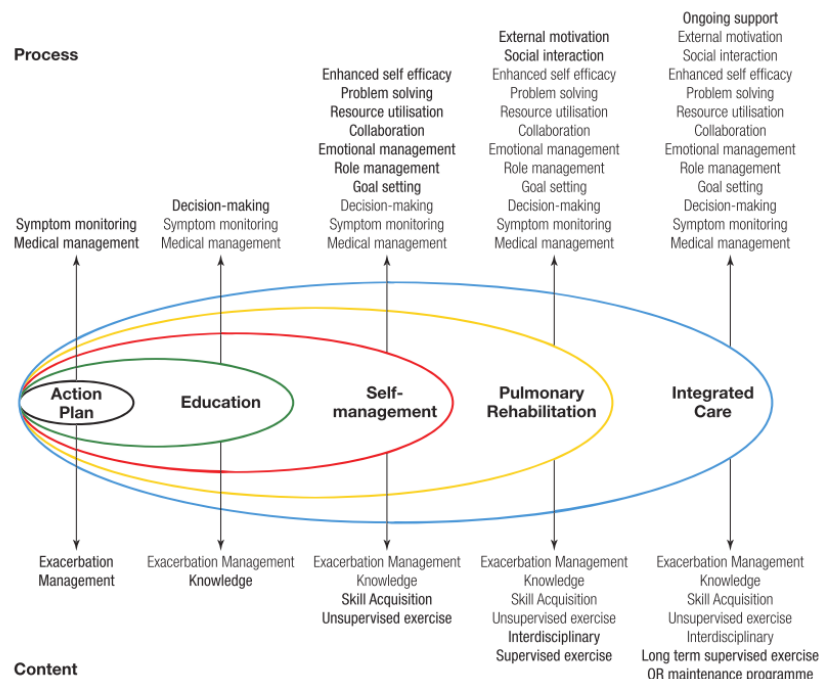 Process
Symptom monitoring
Medical management
Decision-making
Symptom monitoring
Medical management
Enhanced self efficacy
Problem solving
Resource utilisation
Collaboration
Emotional management
Role management
Goal setting
Decision-making
Symptom monitoring
Medical management
External motivation
Social interaction
Enhanced self efficacy
Problem solving
Resource utilisation
Collaboration
Emotional management
Role management
Goal setting
Decision-making
Symptom monitoring
Medical management
Ongoing support
External motivation
Social interaction
Enhanced self efficacy
Problem solving
Resource utilisation
Collaboration
Emotional management
Role management
Goal setting
Decision-making
Symptom monitoring
Medical management
Action
Plan
Education
Self-
management
Pulmonary
Rehabilitation
Integrated
Care
Exacerbation
Management
Exacerbation Management
Knowledge
Exacerbation Management
Knowledge
Skill Acquisition
Unsupervised exercise
Exacerbation Management
Knowledge
Skill Acquisition
Unsupervised exercise
Interdisciplinary
Supervised exercise
Exacerbation Management
Knowledge
Skill Acquisition
Unsupervised exercise
Interdisciplinary
Long term supervised exercise
OR maintenance programme
Content